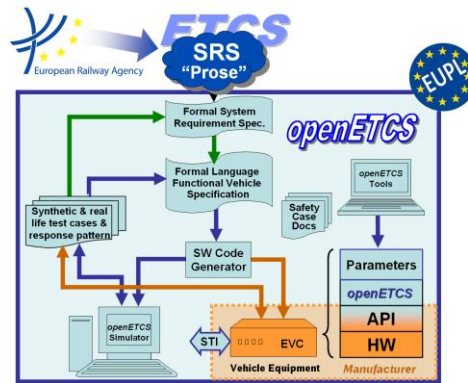 ETCS
European Railway Agency
SRS
"Prose"
EUPL
Formal System
Requirement Spec.
openETCS
Formal Language
Functional Vehicle
Specification
openETCS
Tools
Synthetic & real
life test cases &
response pattern
Safety
Case
Docs
SW Code
Generator
Parameters
openETCS
API
HW
openETCS
Simulator
STI
EVC
Vehicle Equipment
Manufacturer